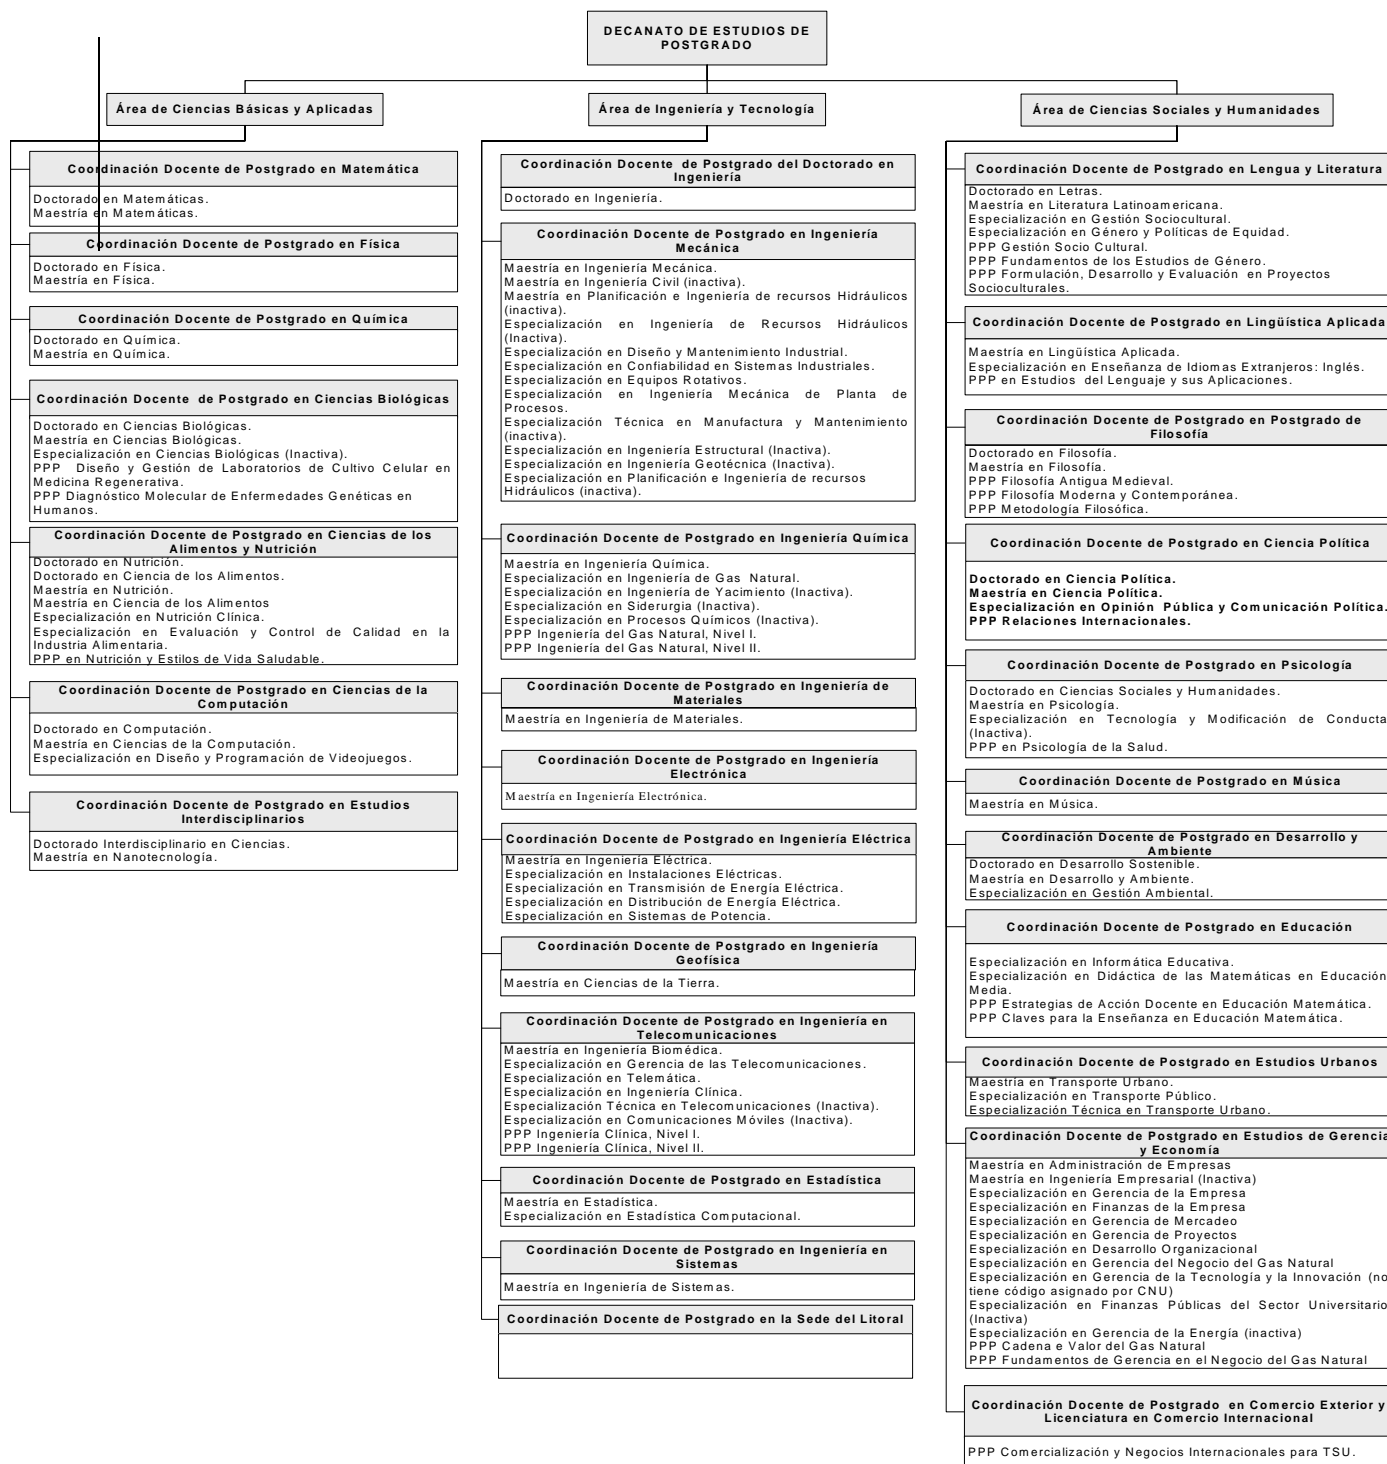 DECANATO DE ESTUDIOS DE
POSTGRADO
Área de Ciencias Básicas y Aplicadas
Coordinación Docente de Postgrado en Matemática
Doctorado en Matemáticas.
Maestría en Matemáticas.
Coordinación Docente de Postgrado en Física
Doctorado en Física.
Maestría en Física.
Coordinación Docente de Postgrado en Química
Doctorado en Química.
Maestría en Química.
Coordinación Docente de Postgrado en Ciencias Biológicas
Doctorado en Ciencias Biológicas.
Maestría en Ciencias Biológicas.
Especialización en Ciencias Biológicas (Inactiva).
PPP Diseño y Gestión de Laboratorios de Cultivo Celular en
Medicina Regenerativa.
PPP Diagnóstico Molecular de Enfermedades Genéticas en
Humanos.
Coordinación Docente de Postgrado en Ciencias de los
Alimentos y Nutrición
Doctorado en Nutrición.
Doctorado en Ciencia de los Alimentos.
Maestría en Nutrición.
Maestría en Ciencia de los Alimentos
Especialización en Nutrición Clínica.
Especialización en Evaluación y Control de Calidad en la
Industria Alimentaria.
PPP en Nutrición y Estilos de Vida Saludable.
Coordinación Docente de Postgrado en Ciencias de la
Computación
Doctorado en Computación.
Maestría en Ciencias de la Computación.
Especialización en Diseño y Programación de Videojuegos.
Coordinación Docente de Postgrado en Estudios
Interdisciplinarios
Doctorado Interdisciplinario en Ciencias.
Maestría en Nanotecnología.
Área de Ingeniería y Tecnología
Coordinación Docente de Postgrado del Doctorado en
Ingeniería
Doctorado en Ingeniería.
Coordinación Docente de Postgrado en Ingeniería
Mecánica
Maestría en Ingeniería Mecánica.
Maestría en Ingeniería Civil (inactiva).
Maestría en Planificación e Ingeniería de recursos Hidráulicos
(inactiva).
Especialización en Ingeniería de Recursos Hidráulicos
(Inactiva).
Especialización en Diseño y Mantenimiento Industrial.
Especialización en Confiabilidad en Sistemas Industriales.
Especialización en Equipos Rotativos.
Especialización en Ingeniería Mecánica de Planta de
Procesos.
Especialización Técnica en Manufactura y Mantenimiento
(inactiva).
Especialización en Ingeniería Estructural (Inactiva).
Especialización en Ingeniería Geotécnica (Inactiva).
Especialización en Planificación e Ingeniería de recursos
Hidráulicos (inactiva).
Coordinación Docente de Postgrado en Ingeniería Química
Maestría en Ingeniería Química.
Especialización en Ingeniería de Gas Natural.
Especialización en Ingeniería de Yacimiento (Inactiva).
Especialización en Siderurgia (Inactiva).
Especialización en Procesos Químicos (Inactiva).
PPP Ingeniería del Gas Natural, Nivel I.
PPP Ingeniería del Gas Natural, Nivel II.
Coordinación Docente de Postgrado en Ingeniería de
Materiales
Maestría en Ingeniería de Materiales.
Coordinación Docente de Postgrado en Ingeniería
Electrónica
Maestría en Ingeniería Electrónica.
Coordinación Docente de Postgrado en Ingeniería Eléctrica
Maestría en Ingeniería Eléctrica.
Especialización en Instalaciones Eléctricas.
Especialización en Transmisión de Energía Eléctrica.
Especialización en Distribución de Energía Eléctrica.
Especialización en Sistemas de Potencia.
Coordinación Docente de Postgrado en Ingeniería
Geofísica
Maestría en Ciencias de la Tierra.
Coordinación Docente de Postgrado en Ingeniería en
Telecomunicaciones
Maestría en Ingeniería Biomédica.
Especialización en Gerencia de las Telecomunicaciones.
Especialización en Telemática.
Especialización en Ingeniería Clínica.
Especialización Técnica en Telecomunicaciones (Inactiva).
Especialización en Comunicaciones Móviles (Inactiva).
PPP Ingeniería Clínica, Nivel I.
PPP Ingeniería Clínica, Nivel II.
Coordinación Docente de Postgrado en Estadística
Maestría en Estadística.
Especialización en Estadística Computacional.
Coordinación Docente de Postgrado en Ingeniería en
Sistemas
Maestría en Ingeniería de Sistemas.
Coordinación Docente de Postgrado en la Sede del Litoral
Área de Ciencias Sociales y Humanidades
Coordinación Docente de Postgrado en Lengua y Literatura
Doctorado en Letras.
Maestría en Literatura Latinoamericana.
Especialización en Gestión Sociocultural.
Especialización en Género y Políticas de Equidad.
PPP Gestión Socio Cultural.
PPP Fundamentos de los Estudios de Género.
PPP Formulación, Desarrollo y Evaluación en Proyectos
Socioculturales.
Coordinación Docente de Postgrado en Lingüística Aplicada
Maestría en Lingüística Aplicada.
Especialización en Enseñanza de Idiomas Extranjeros: Inglés.
PPP en Estudios del Lenguaje y sus Aplicaciones.
Coordinación Docente de Postgrado en Postgrado de
Filosofía
Doctorado en Filosofía.
Maestría en Filosofía.
PPP Filosofía Antigua Medieval.
PPP Filosofía Moderna y Contemporánea.
PPP Metodología Filosófica.
Coordinación Docente de Postgrado en Ciencia Política
Doctorado en Ciencia Política.
Maestría en Ciencia Política.
Especialización en Opinión Pública y Comunicación Política.
PPP Relaciones Internacionales.
Coordinación Docente de Postgrado en Psicología
Doctorado en Ciencias Sociales y Humanidades.
Maestría en Psicología.
Especialización en Tecnología y Modificación de Conducta
(Inactiva).
PPP en Psicología de la Salud.
Coordinación Docente de Postgrado en Música
Maestría en Música.
Coordinación Docente de Postgrado en Desarrollo y
Ambiente
Doctorado en Desarrollo Sostenible.
Maestría en Desarrollo y Ambiente.
Especialización en Gestión Ambiental.
Coordinación Docente de Postgrado en Educación
Especialización en Informática Educativa.
Especialización en Didáctica de las Matemáticas en Educación
Media.
PPP Estrategias de Acción Docente en Educación Matemática.
PPP Claves para la Enseñanza en Educación Matemática.
Coordinación Docente de Postgrado en Estudios Urbanos
Maestría en Transporte Urbano.
Especialización en Transporte Público.
Especialización Técnica en Transporte Urbano.
Coordinación Docente de Postgrado en Estudios de Gerencia
y Economía
Maestría en Administración de Empresas
Maestría en Ingeniería Empresarial (Inactiva)
Especialización en Gerencia de la Empresa
Especialización en Finanzas de la Empresa
Especialización en Gerencia de Mercadeo
Especialización en Gerencia de Proyectos
Especialización en Desarrollo Organizacional
Especialización en Gerencia del Negocio del Gas Natural
Especialización en Gerencia de la Tecnología y la Innovación (no
tiene código asignado por CNU)
Especialización en Finanzas Públicas del Sector Universitario
(Inactiva)
Especialización en Gerencia de la Energía (inactiva)
PPP Cadena e Valor del Gas Natural
PPP Fundamentos de Gerencia en el Negocio del Gas Natural
Coordinación Docente de Postgrado en Comercio Exterior y
Licenciatura en Comercio Internacional
PPP Comercialización y Negocios Internacionales para TSU.